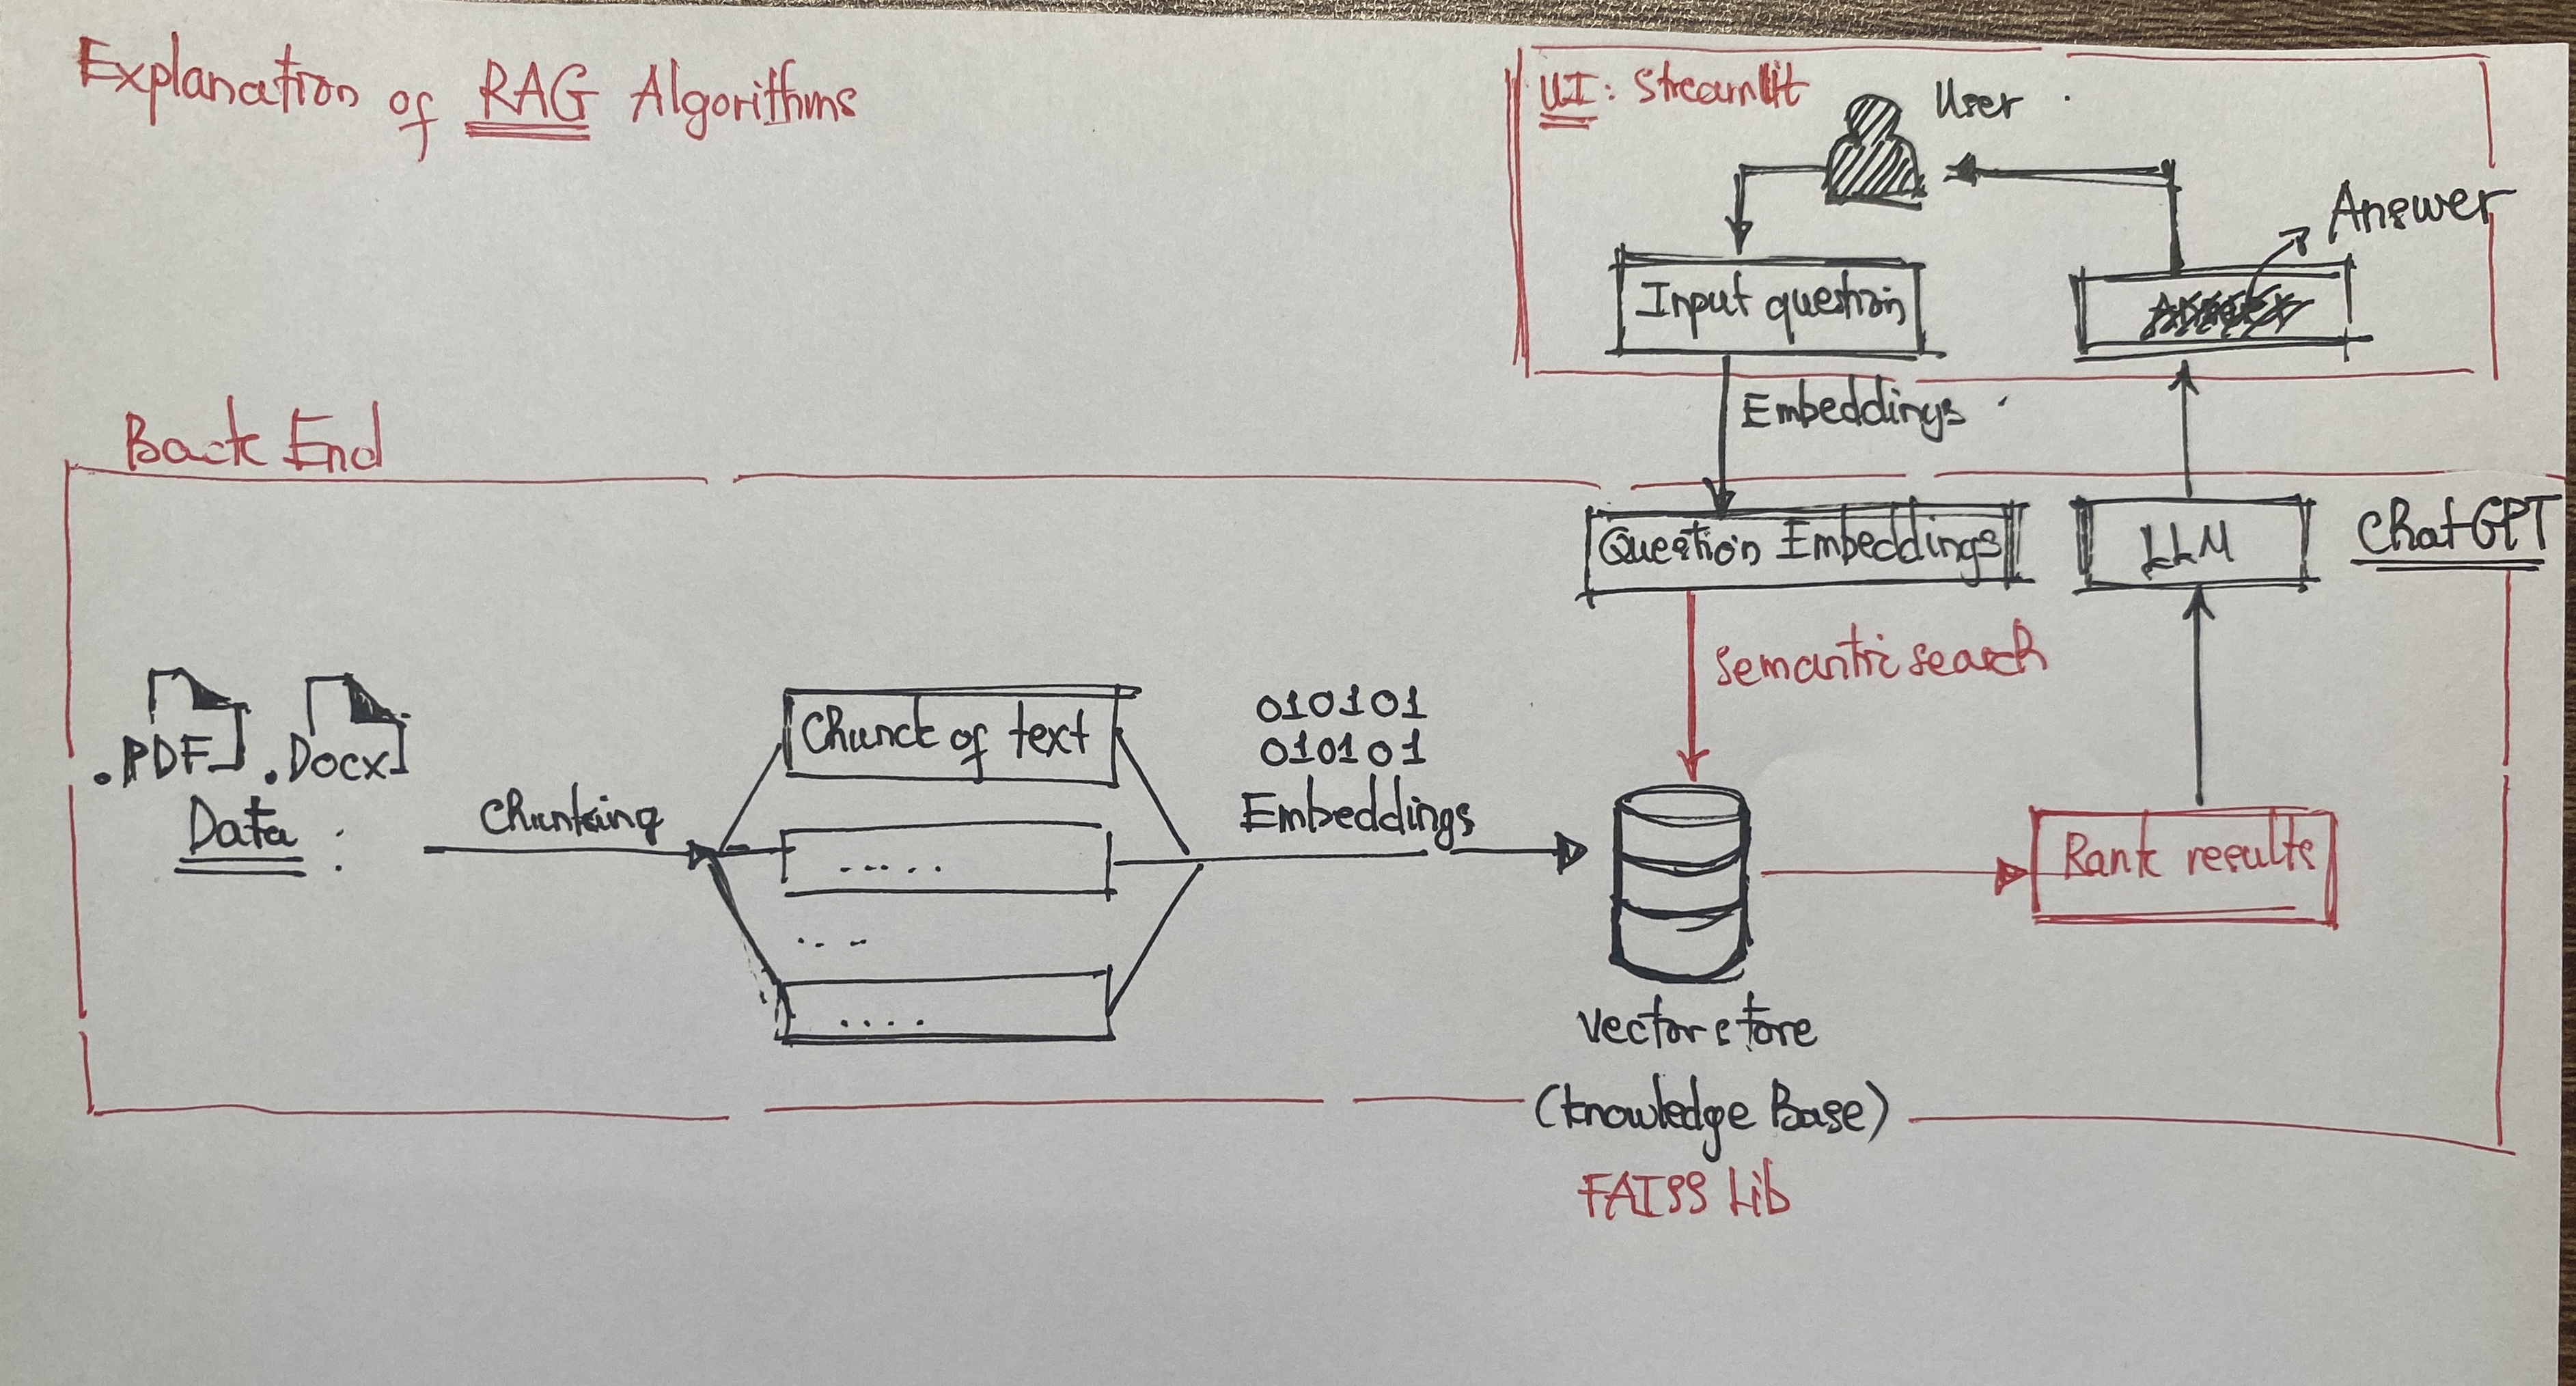 Explanation of RAG Algorithms
UI: Streamlit
User
Answer
Input question
Embeddings
Back End
Question Embeddings
LLM
ChatGPT
semantic search
.PDF
.Docx
Data :
Chunking
Chunck of text
.....
....
....
010101
010101
Embeddings
Rank results
vector store
(knowledge Base)
FAISS Lib